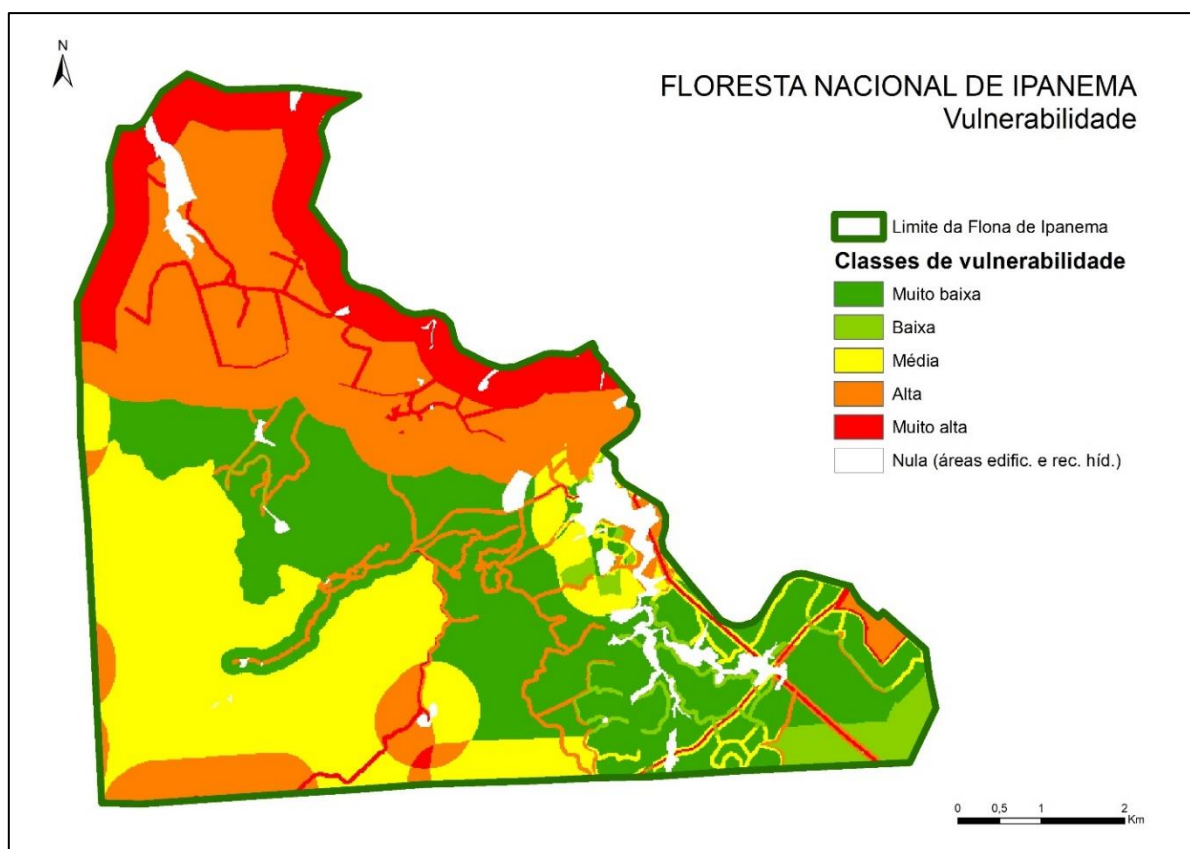 N
FLORESTA NACIONAL DE IPANEMA
Vulnerabilidade
Limite da Flona de Ipanema
Classes de vulnerabilidade
Muito baixa
Baixa
Média
Alta
Muito alta
Nula (áreas edific. e rec. híd.)
0 0,5 1 2
Km